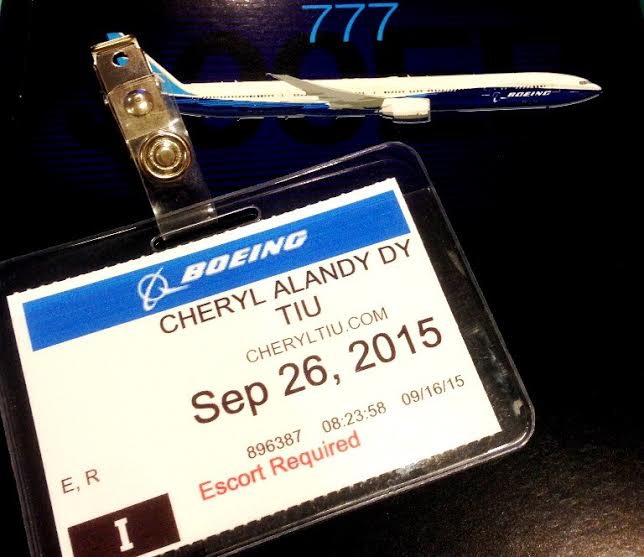 777
BOEING
BOEING
CHERYL ALANDY DY
TIU
CHERYLTIU.COM
Sep 26, 2015
896387 08:23:58 09/16/15
E, R
Escort Required
I